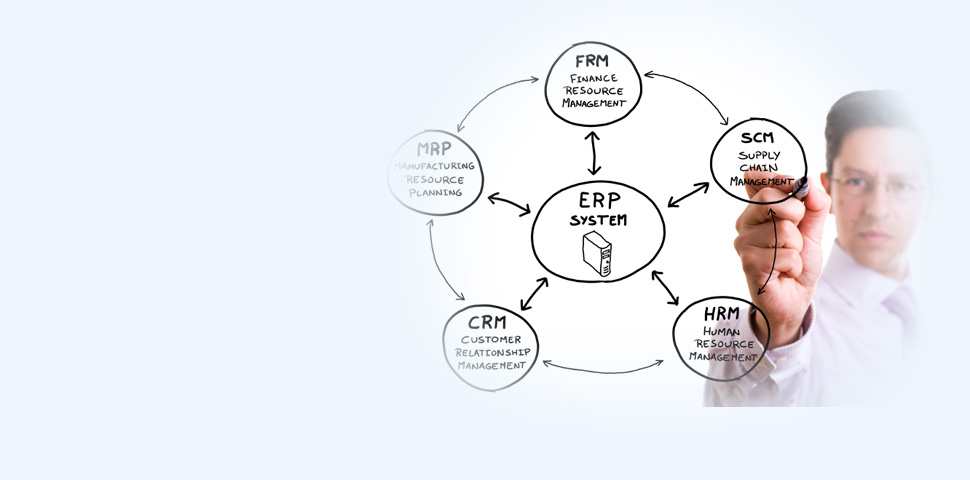 FRM
FINANCE
RESOURCE
MANAGEMENT
SCM
SUPPLY
CHAIN
MANAGEMENT
MRP
MANUFACTURING
RESOURCE
PLANNING
ERP
SYSTEM
CRM
CUSTOMER
RELATIONSHIP
MANAGEMENT
HRM
HUMAN
RESOURCE
MANAGEMENT